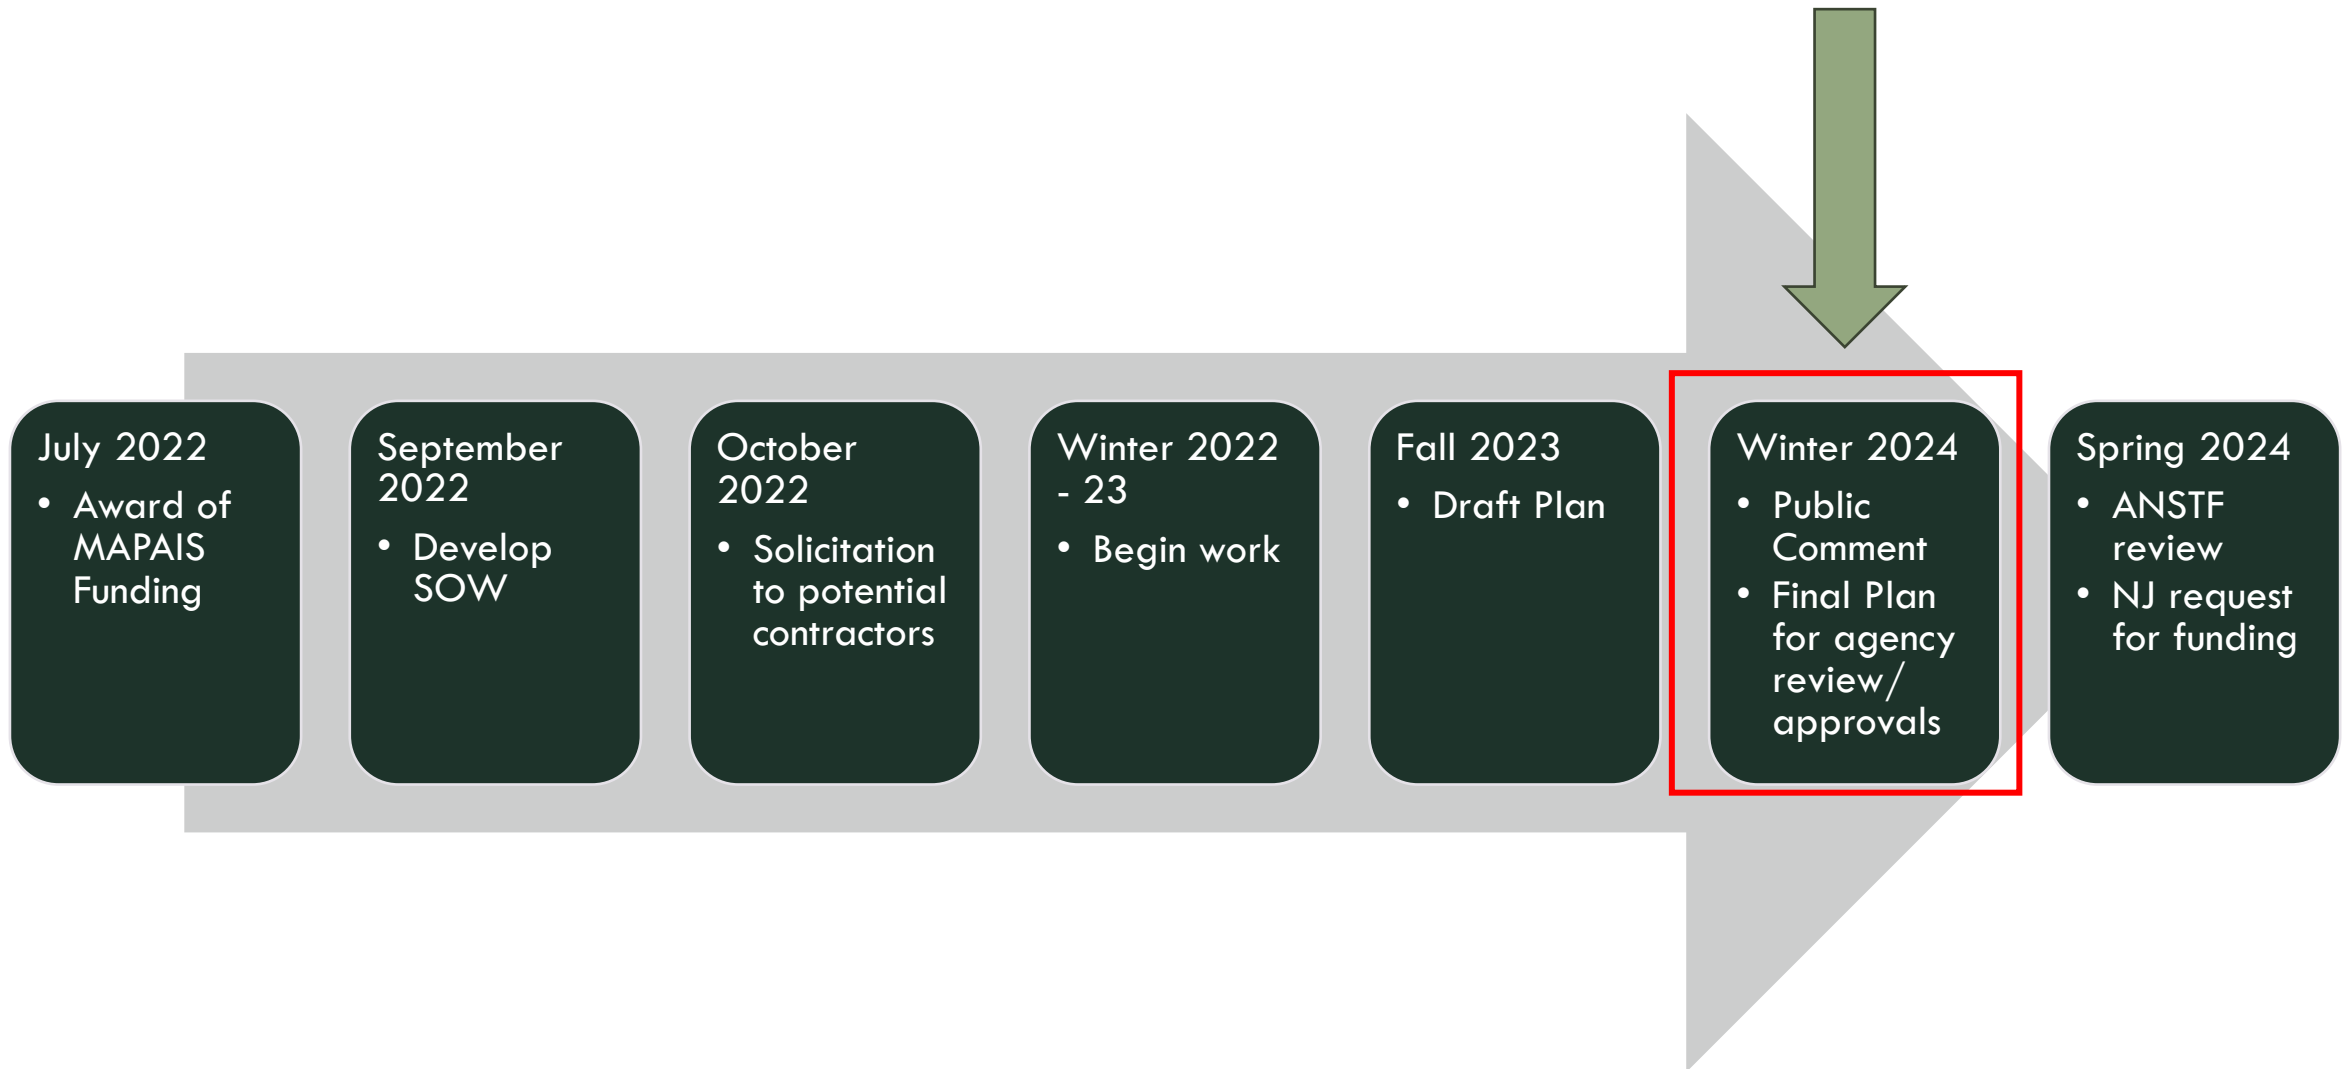 July 2022
• Award of
MAPAIS
Funding
September
2022
• Develop
SOW
October
2022
• Solicitation
to potential
contractors
Winter 2022
- 23
• Begin work
Fall 2023
• Draft Plan
Winter 2024
• Public
Comment
• Final Plan
for agency
review/
approvals
Spring 2024
• ANSTF
review
• NJ request
for funding